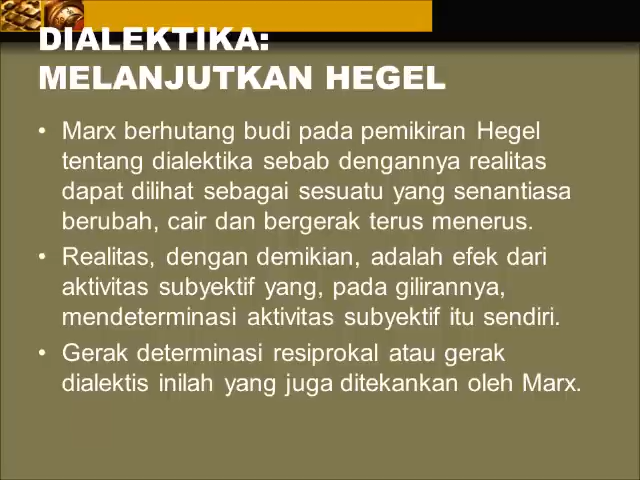 DIALEKTIKA:
MELANJUTKAN HEGEL
• Marx berhutang budi pada pemikiran Hegel
tentang dialektika sebab dengannya realitas
dapat dilihat sebagai sesuatu yang senantiasa
berubah, cair dan bergerak terus menerus.
• Realitas, dengan demikian, adalah efek dari
aktivitas subyektif yang, pada gilirannya,
mendeterminasi aktivitas subyektif itu sendiri.
• Gerak determinasi resiprokal atau gerak
dialektis inilah yang juga ditekankan oleh Marx.